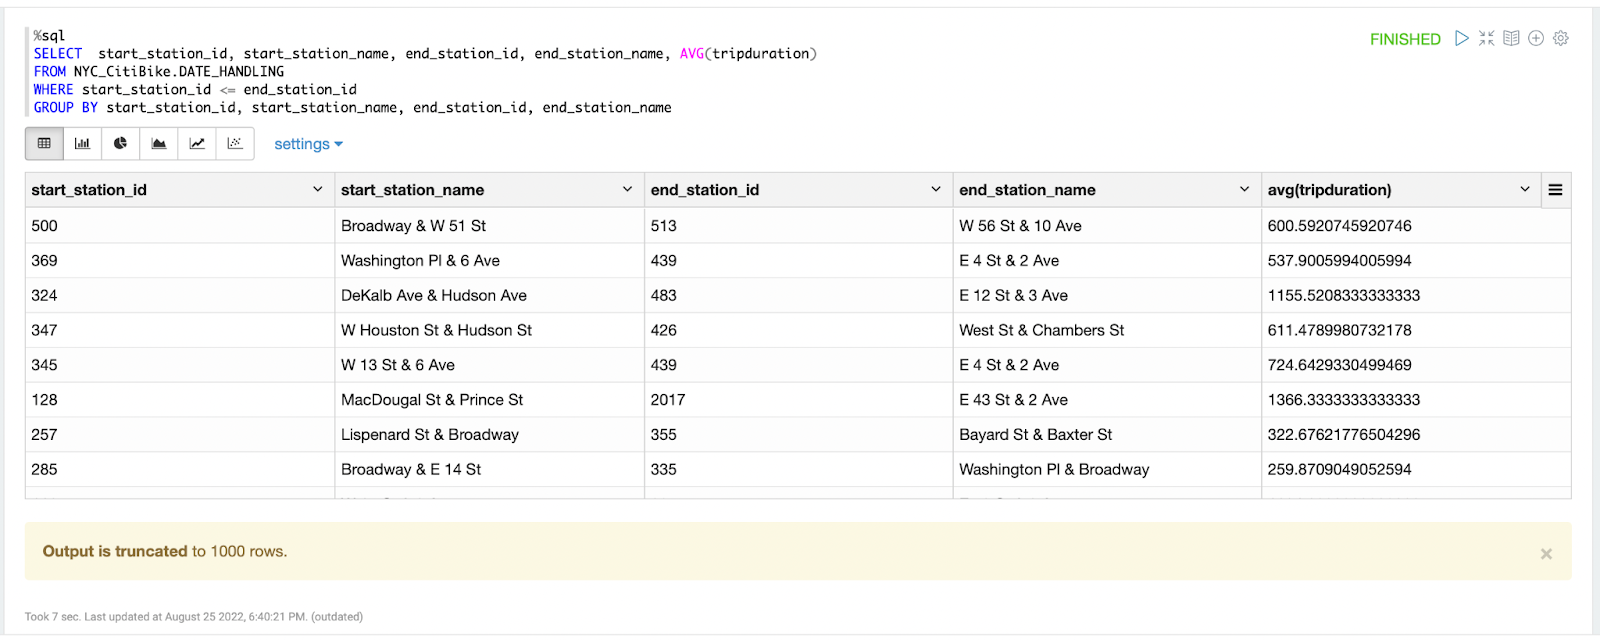 %sql
SELECT  start_station_id, start_station_name, end_station_id, end_station_name, AVG(tripduration)
FROM NYC_CitiBike.DATE_HANDLING
WHERE start_station_id <= end_station_id
GROUP BY start_station_id, start_station_name, end_station_id, end_station_name
FINISHED
settings
start_station_id start_station_name end_station_id end_station_name avg(tripduration)
500 Broadway & W 51 St 513 W 56 St & 10 Ave 600.5920745920746
369 Washington Pl & 6 Ave 439 E 4 St & 2 Ave 537.9005994005994
324 DeKalb Ave & Hudson Ave 483 E 12 St & 3 Ave 1155.5208333333333
347 W Houston St & Hudson St 426 West St & Chambers St 611.4789980732178
345 W 13 St & 6 Ave 439 E 4 St & 2 Ave 724.6429330499469
128 MacDougal St & Prince St 2017 E 43 St & 2 Ave 1366.3333333333333
257 Lispenard St & Broadway 355 Bayard St & Baxter St 322.67621776504296
285 Broadway & E 14 St 335 Washington Pl & Broadway 259.8709049052594
Output is truncated to 1000 rows.
Took 7 sec. Last updated at August 25 2022, 6:40:21 PM. (outdated)